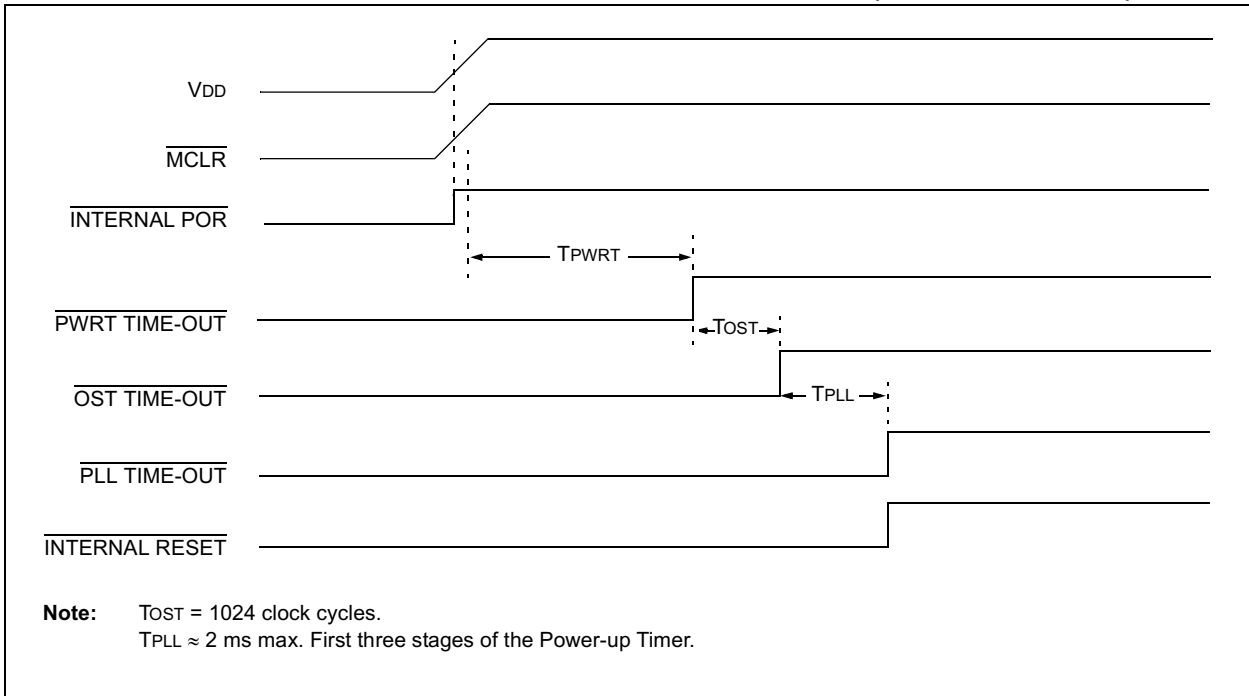 VDD
MCLR
INTERNAL POR
TPWRT
PWRT TIME-OUT
TOST
OST TIME-OUT
TPLL
PLL TIME-OUT
INTERNAL RESET
Note: TOST = 1024 clock cycles.
TPLL ≈ 2 ms max. First three stages of the Power-up Timer.